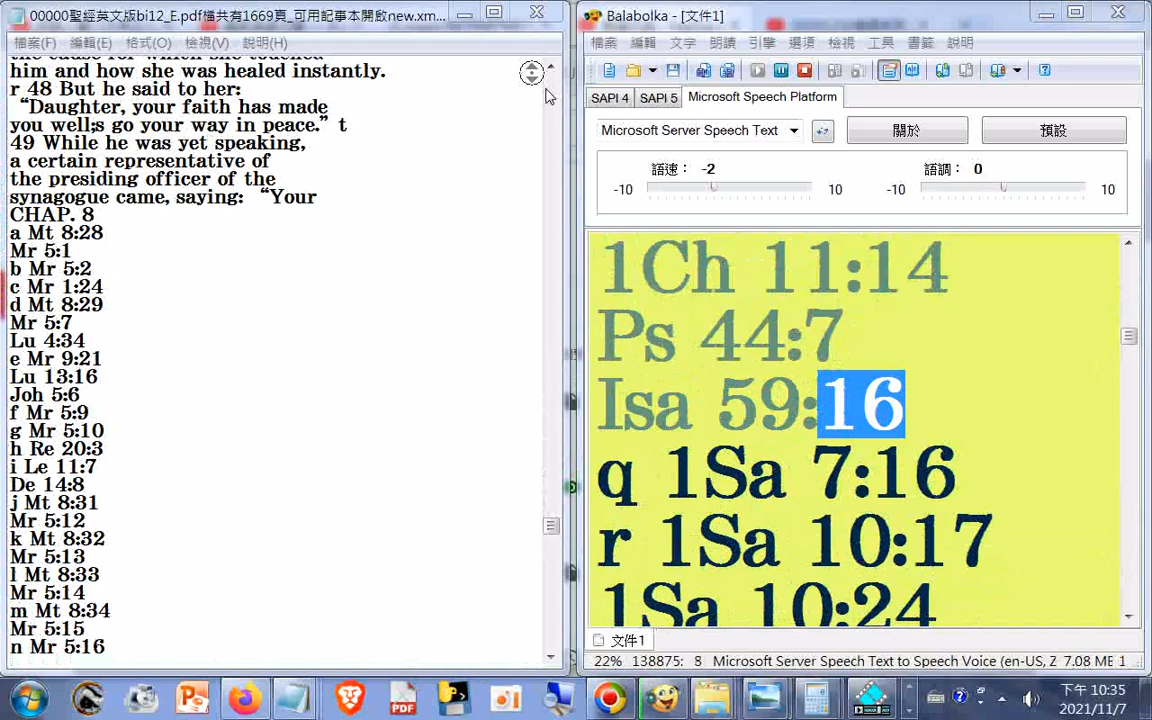 00000聖經英文版bi12_E.pdf檔共有1669頁_可用記事本開啟new.xm...
檔案(F) 編輯(E) 格式(O) 檢視(V) 說明(H)
the cause for which she touched
him and how she was healed instantly.
r 48 But he said to her:
“Daughter, your faith has made
you well;s go your way in peace.” t
49 While he was yet speaking,
a certain representative of
the presiding officer of the
synagogue came, saying: “Your
CHAP. 8
a Mt 8:28
Mr 5:1
b Mr 5:2
c Mr 1:24
d Mt 8:29
Mr 5:7
Lu 4:34
e Mr 9:21
Lu 13:16
Joh 5:6
f Mr 5:9
g Mr 5:10
h Re 20:3
i Le 11:7
De 14:8
j Mt 8:31
Mr 5:12
k Mt 8:32
Mr 5:13
l Mt 8:33
Mr 5:14
m Mt 8:34
Mr 5:15
n Mr 5:16
Balabolka - [文件1]
檔案 編輯 文字 朗讀 引擎 選項 檢視 工具 書籤 說明
SAPI 4 SAPI 5 Microsoft Speech Platform
Microsoft Server Speech Text 關於 預設
語速: -2 語調: 0
-10 10 -10 10
1Ch 11:14
Ps 44:7
Isa 59:16
q 1Sa 7:16
r 1Sa 10:17
1Sa 10:24
文件1
22% 138875: 8 Microsoft Server Speech Text to Speech Voice (en-US, Z 7.08 MB 1
PDF
下午 10:35
2021/11/7